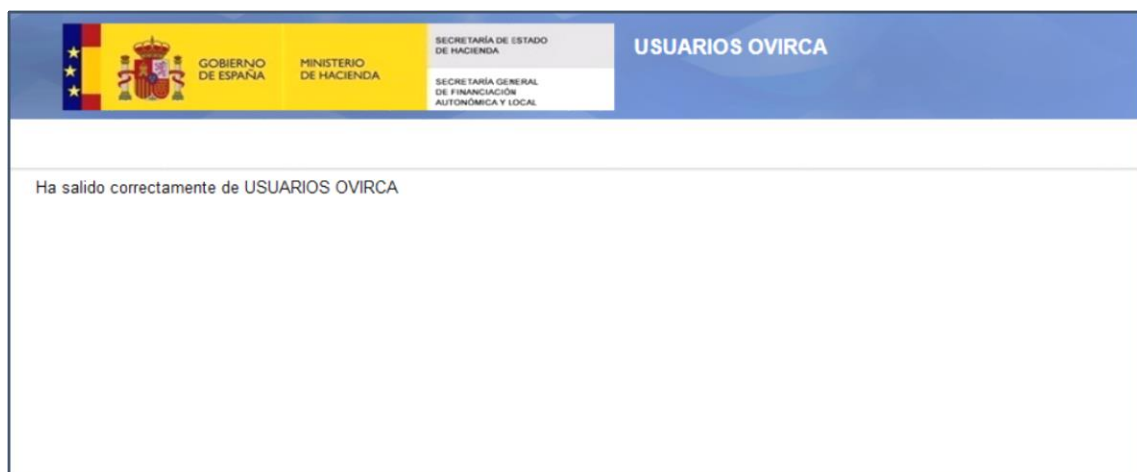 GOBIERNO
DE ESPAÑA
MINISTERIO
DE HACIENDA
SECRETARÍA DE ESTADO
DE HACIENDA
SECRETARÍA GENERAL
DE FINANCIACIÓN
AUTONÓMICA Y LOCAL
USUARIOS OVIRCA
Ha salido correctamente de USUARIOS OVIRCA